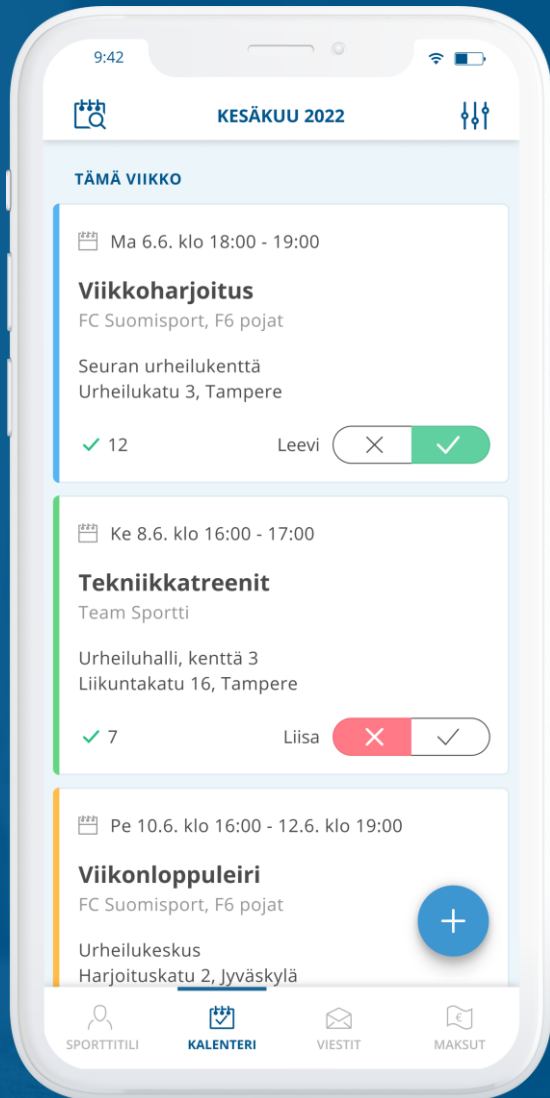 9:42
KESÄKUU 2022
TÄMÄ VIIKKO
Ma 6.6. klo 18:00 - 19:00
Viikkoharjoitus
FC Suomisport, F6 pojat
Seuran urheilukenttä
Urheilukatu 3, Tampere
12
Leevi
Ke 8.6. klo 16:00 - 17:00
Tekniikkatreenit
Team Sportti
Urheiluhalli, kenttä 3
Liikuntakatu 16, Tampere
7
Liisa
Pe 10.6. klo 16:00 - 12.6. klo 19:00
Viikonloppuleiri
FC Suomisport, F6 pojat
Urheilukeskus
Harjoituskatu 2, Jyväskylä
SPORTTITILI
KALENTERI
VIESTIT
MAKSUT